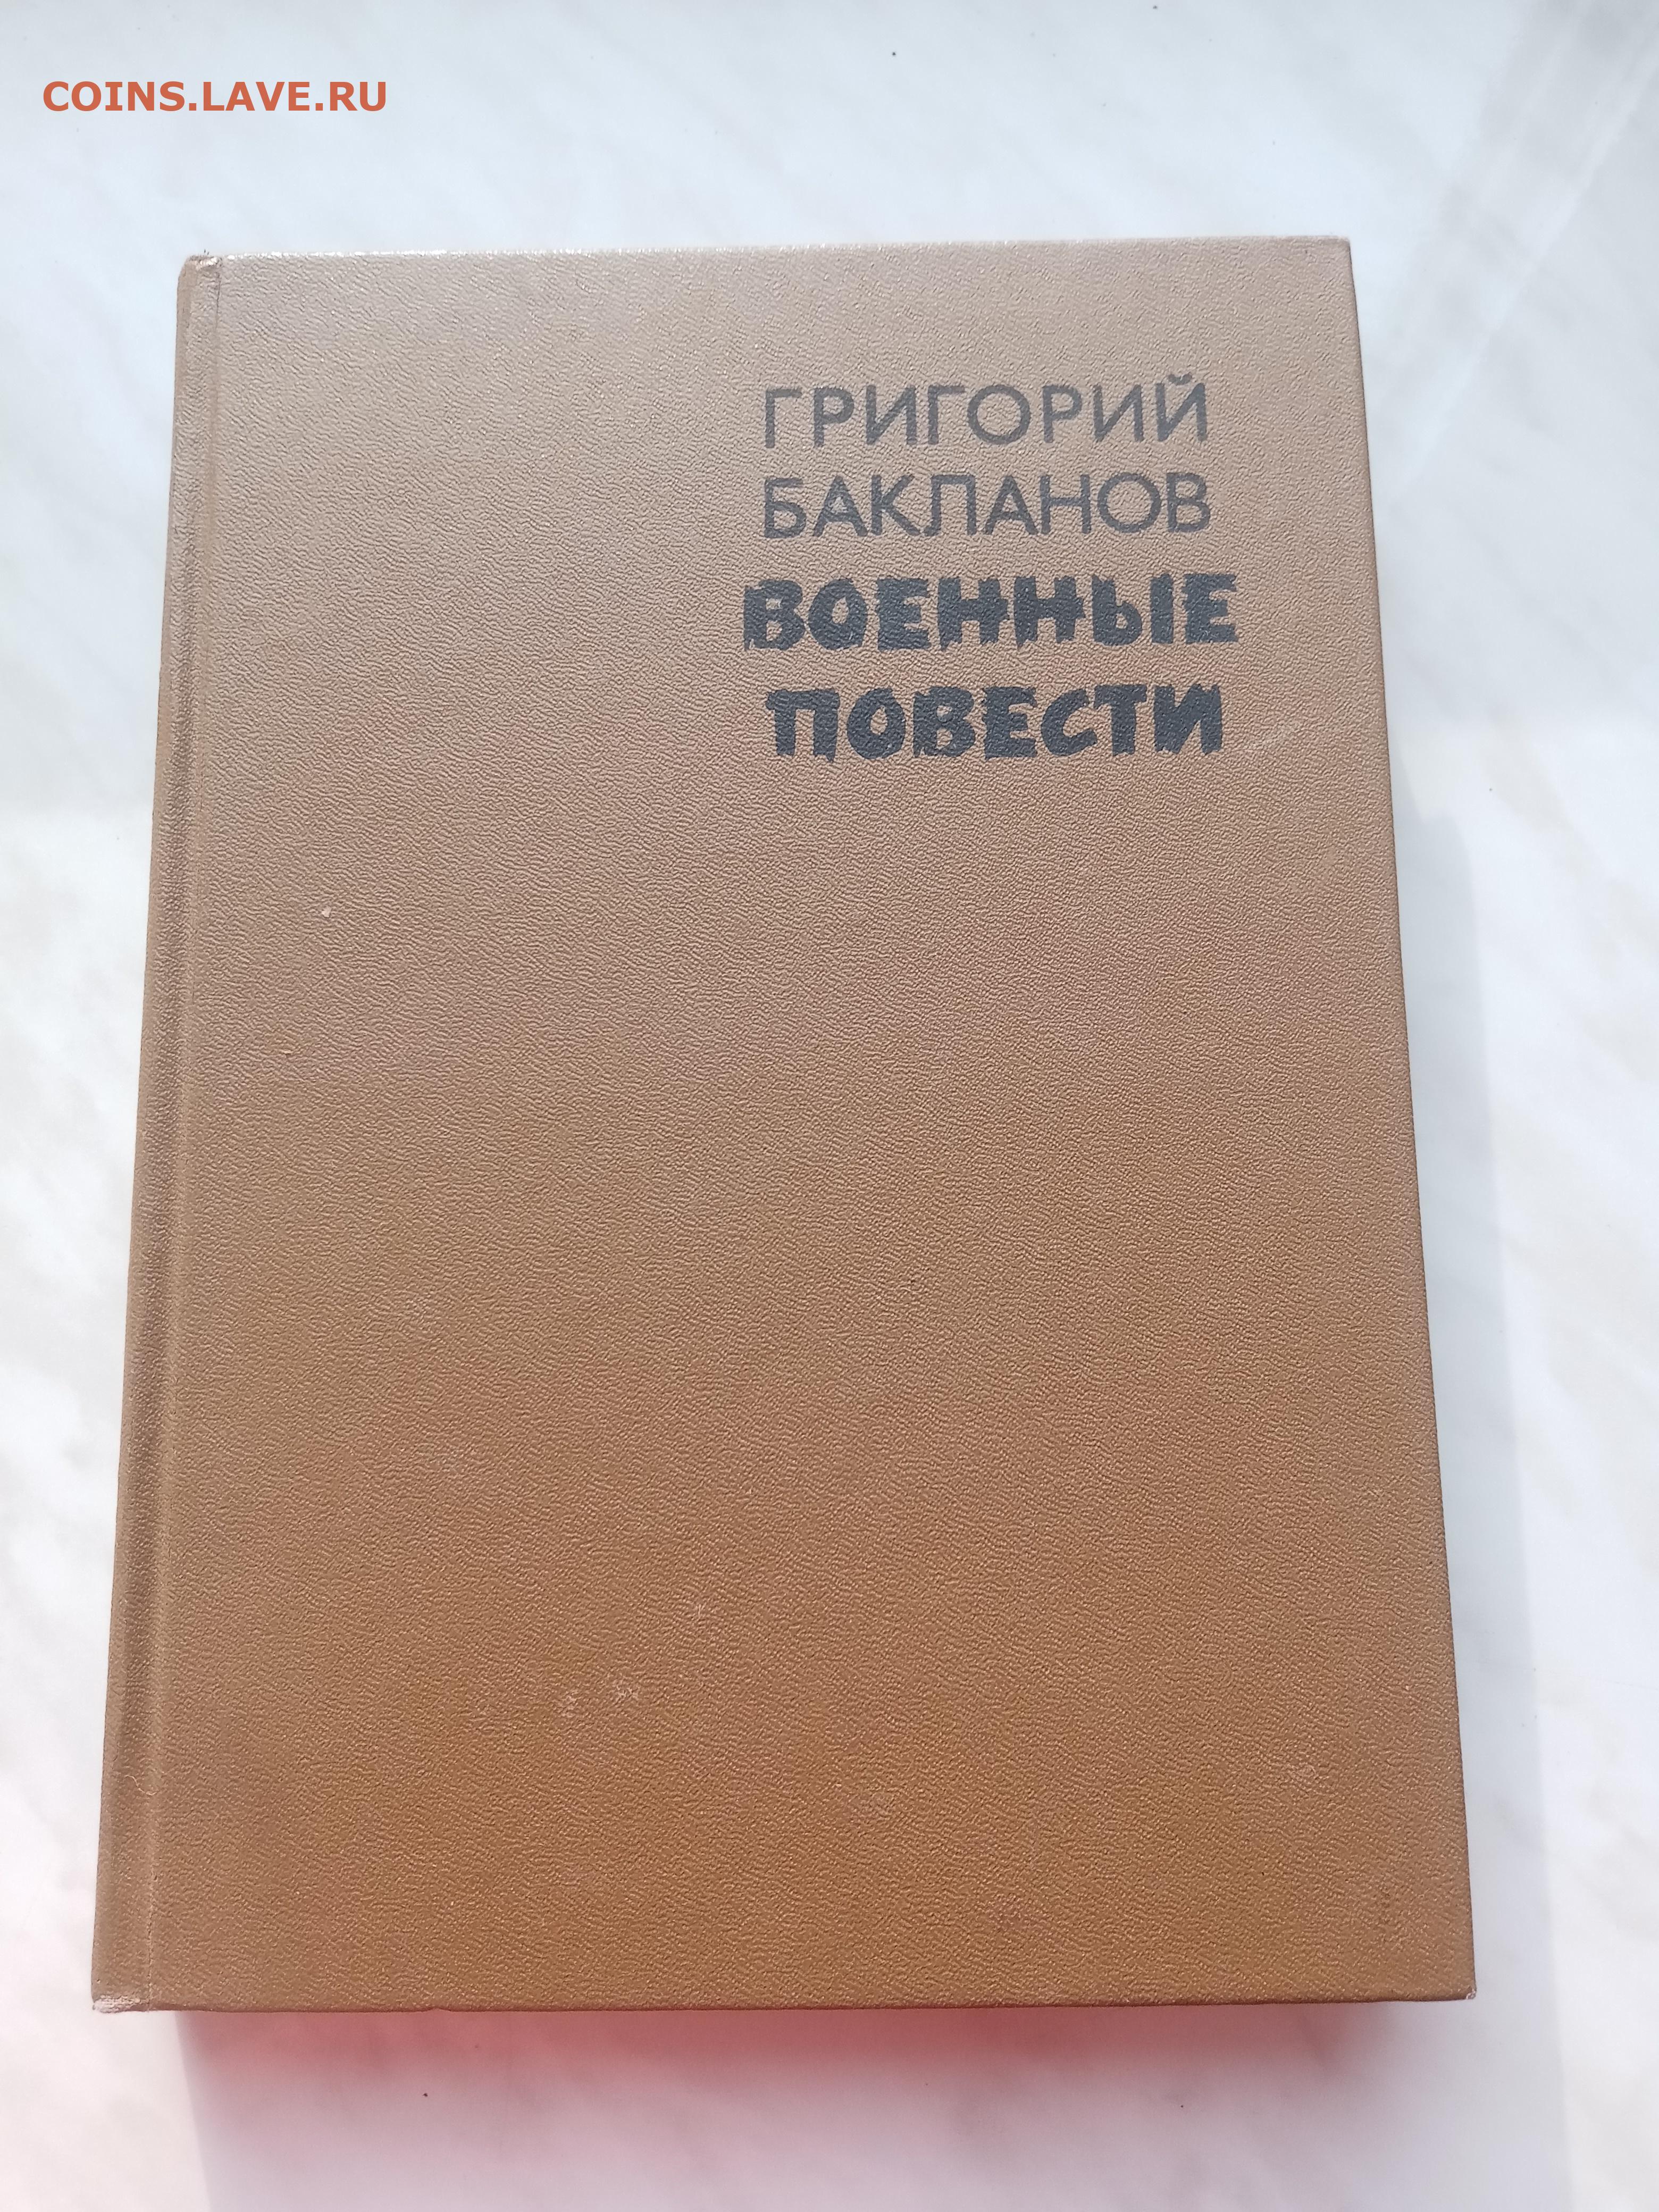 COINS.LAVE.RU
ГРИГОРИЙ
БАКЛАНОВ
ВОЕННЫЕ
ПОВЕСТИ